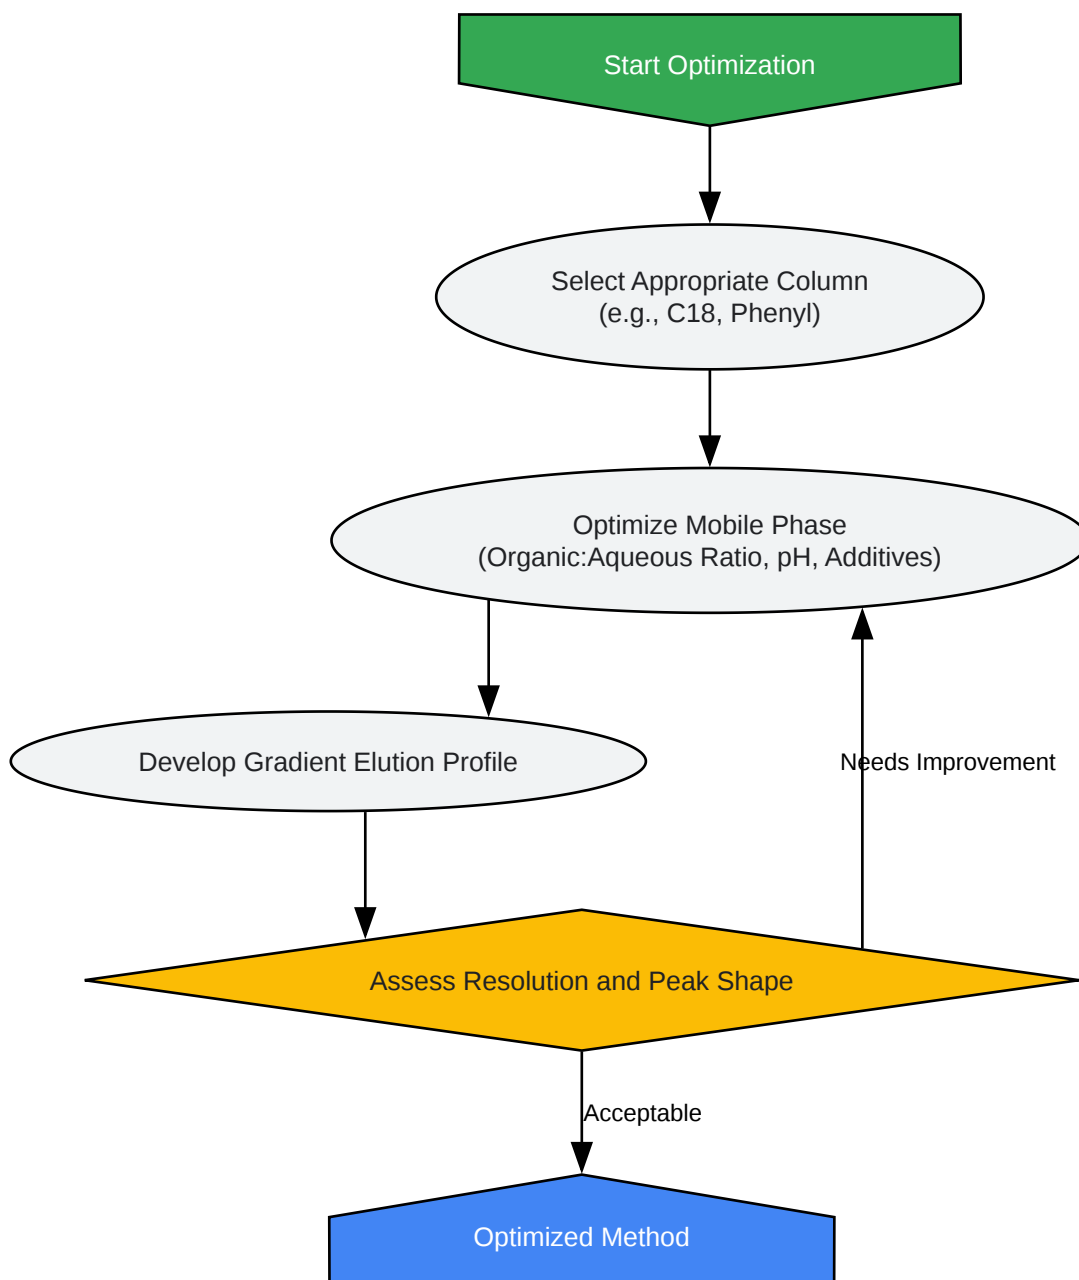 Start Optimization
Select Appropriate Column
(e.g., C18, Phenyl)
Optimize Mobile Phase
(Organic:Aqueous Ratio, pH, Additives)
Develop Gradient Elution Profile
Needs Improvement
Assess Resolution and Peak Shape
Acceptable
Optimized Method